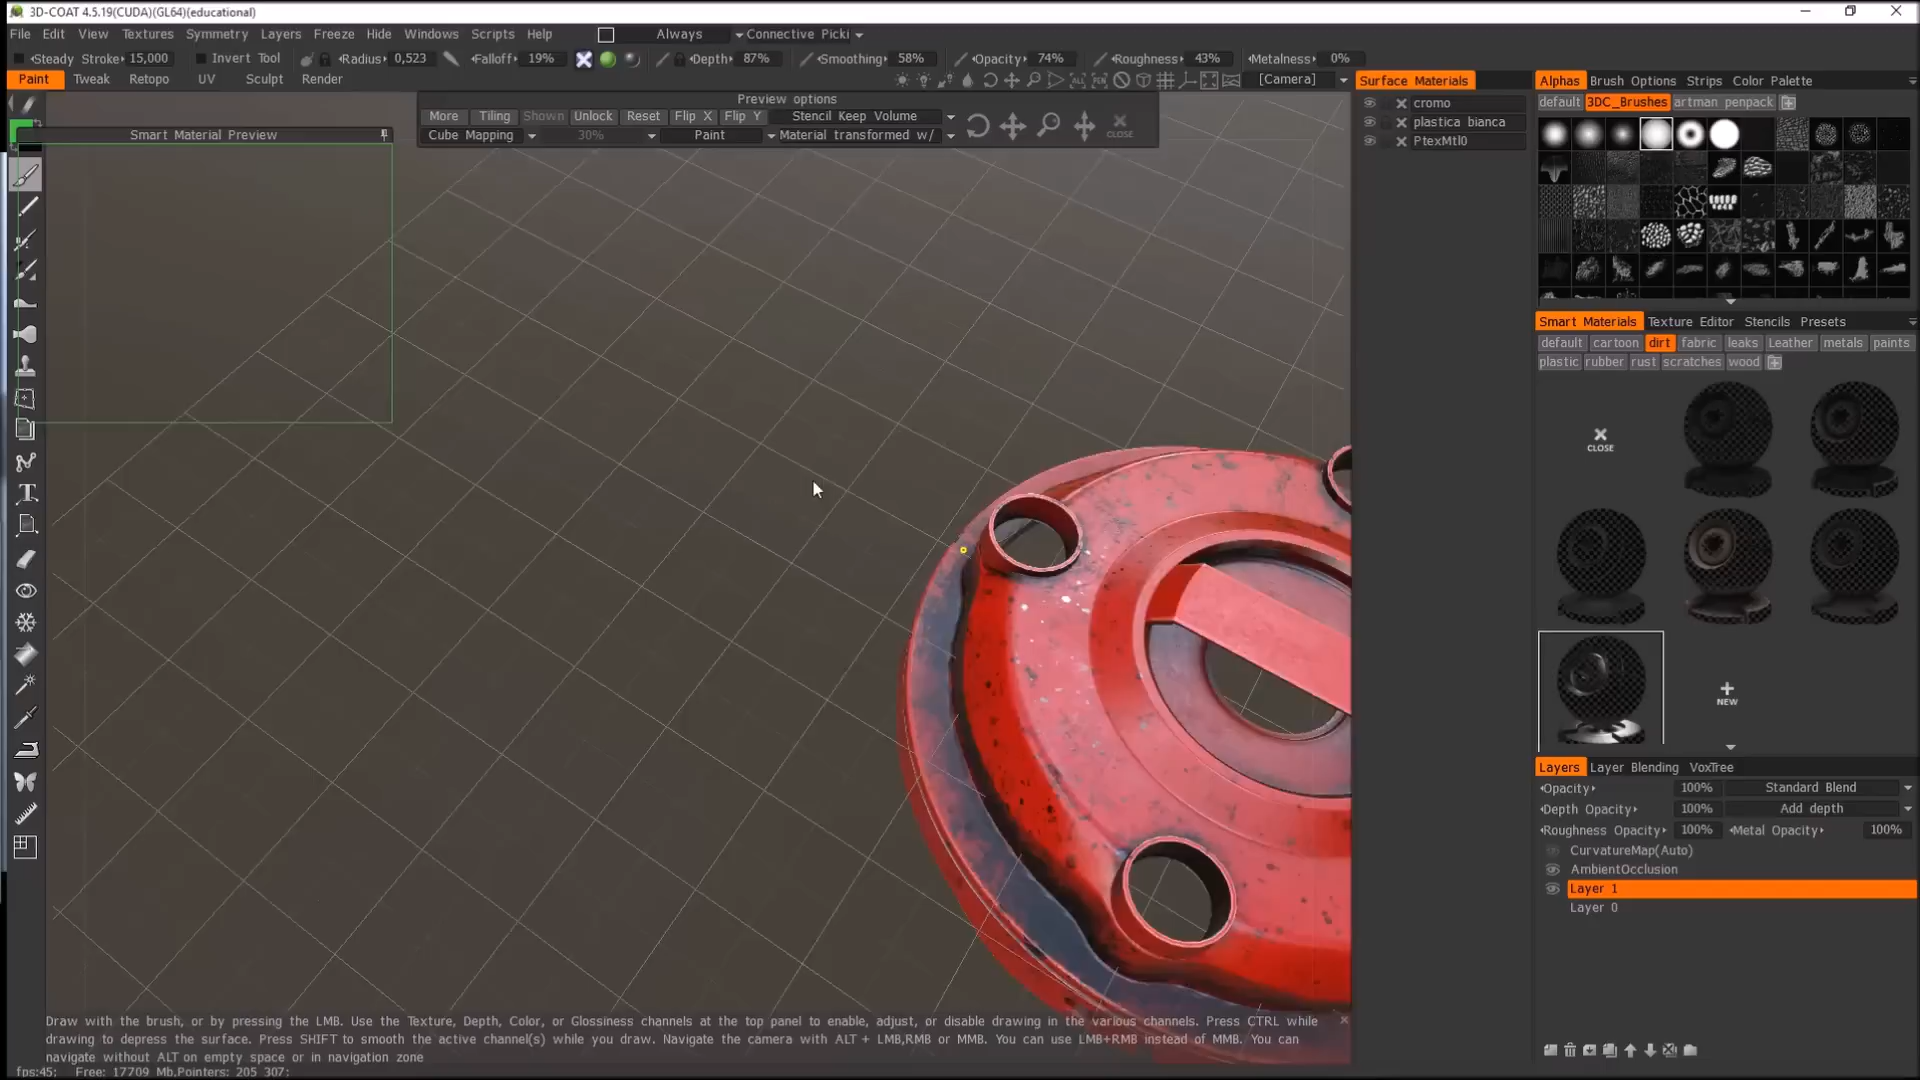 3D-COAT 4.5.19(CUDA)(GL64)(educational)
File Edit View Textures Symmetry Layers Freeze Hide Windows Scripts Help Always Connective Picki
Steady Stroke 15,000 Invert Tool Radius 0,523 Falloff 19% Depth 87% Smoothing 58% Opacity 74% Roughness 43% Metalness 0%
Paint Tweak Retopo UV Sculpt Render [Camera]
Preview options
More Tiling Shown Unlock Reset Flip X Flip Y Stencil Keep Volume
Cube Mapping 30% Paint Material transformed w/ CLOSE
Smart Material Preview
Surface Materials
cromo
plastica bianca
PtexMtl0
Alphas Brush Options Strips Color Palette
default 3DC_Brushes artman penpack
Smart Materials Texture Editor Stencils Presets
default cartoon dirt fabric leaks Leather metals paints
plastic rubber rust scratches wood
CLOSE
NEW
Layers Layer Blending VoxTree
Opacity 100% Standard Blend
Depth Opacity 100% Add depth
Roughness Opacity 100% Metal Opacity 100%
CurvatureMap(Auto)
AmbientOcclusion
Layer 1
Layer 0
Draw with the brush, or by pressing the LMB. Use the Texture, Depth, Color, or Glossiness channels at the top panel to enable, adjust, or disable drawing in the various channels. Press CTRL while
drawing to depress the surface. Press SHIFT to smooth the active channel(s) while you draw. Navigate the camera with ALT + LMB,RMB or MMB. You can use LMB+RMB instead of MMB. You can
navigate without ALT on empty space or in navigation zone
fps:45; Free: 17709 Mb,Pointers: 205 307;